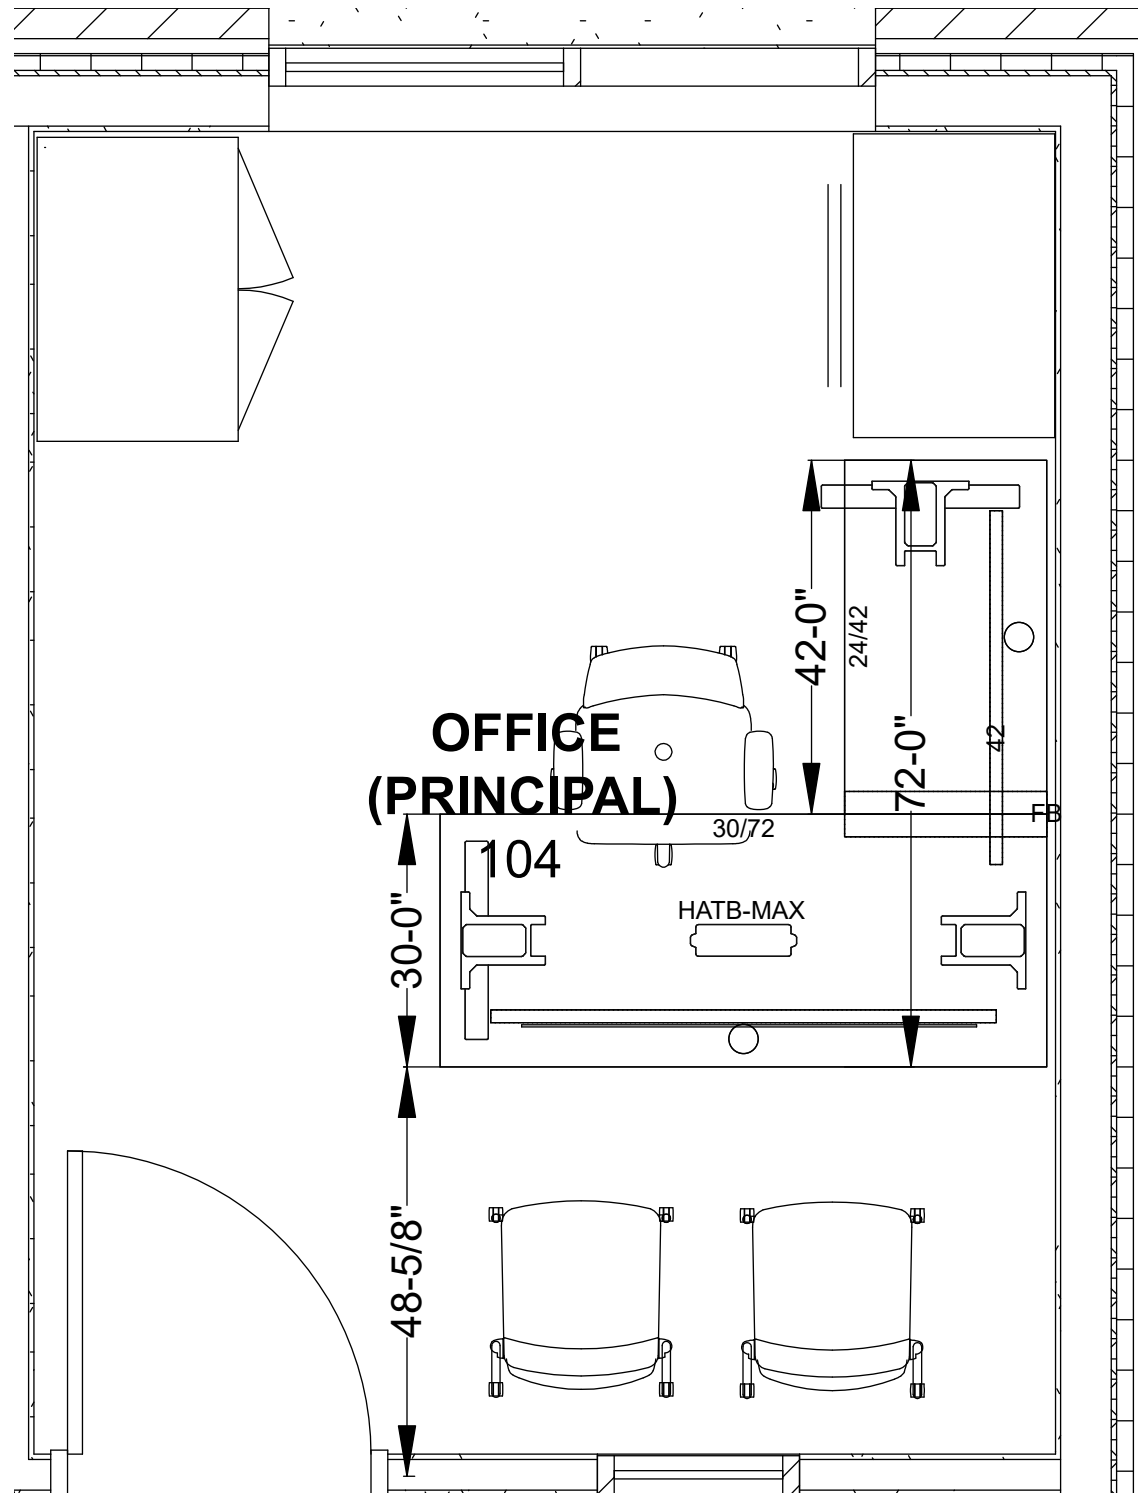 42-0"
24/42
72-0"
42
OFFICE
(PRINCIPAL)
104
30/72
FB
HATB-MAX
30-0"
48-5/8"